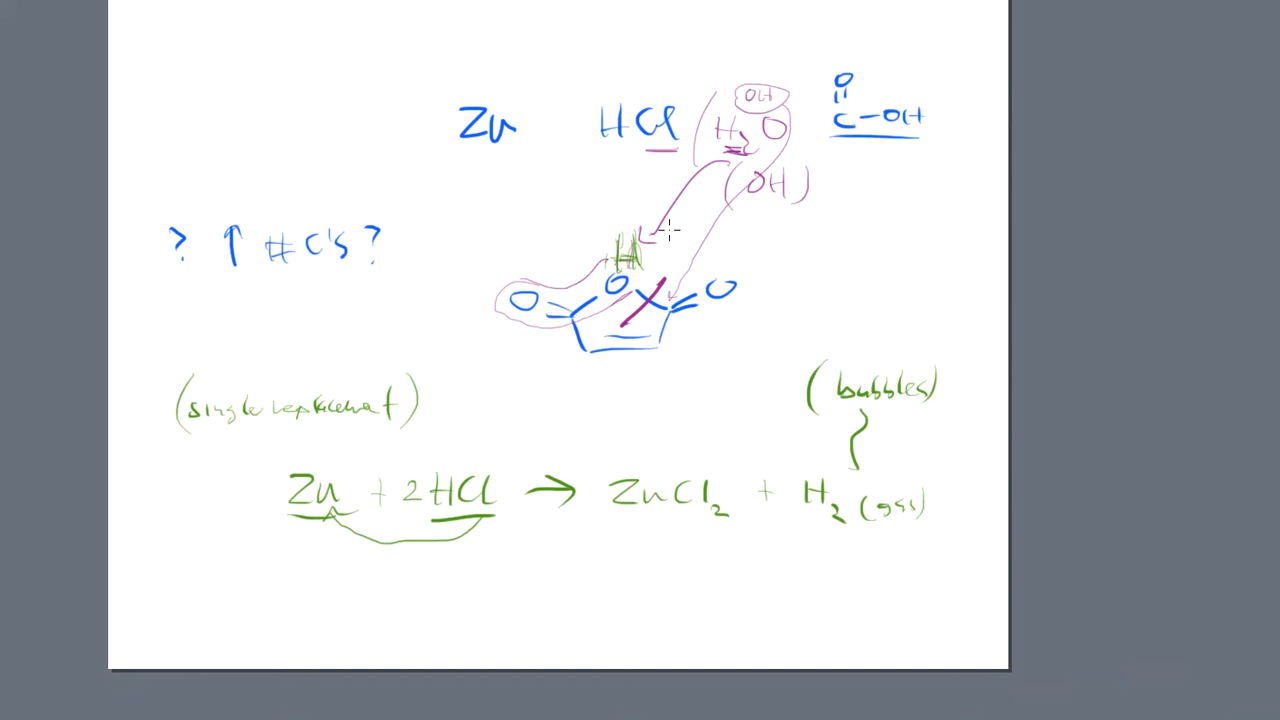 O
OH
Zn HCl H2O C-OH
(OH)
? ↑ # C's ?
H
O O O
(bubbles)
(single replacement)
Zn + 2HCl → ZnCl2 + H2 (gas)